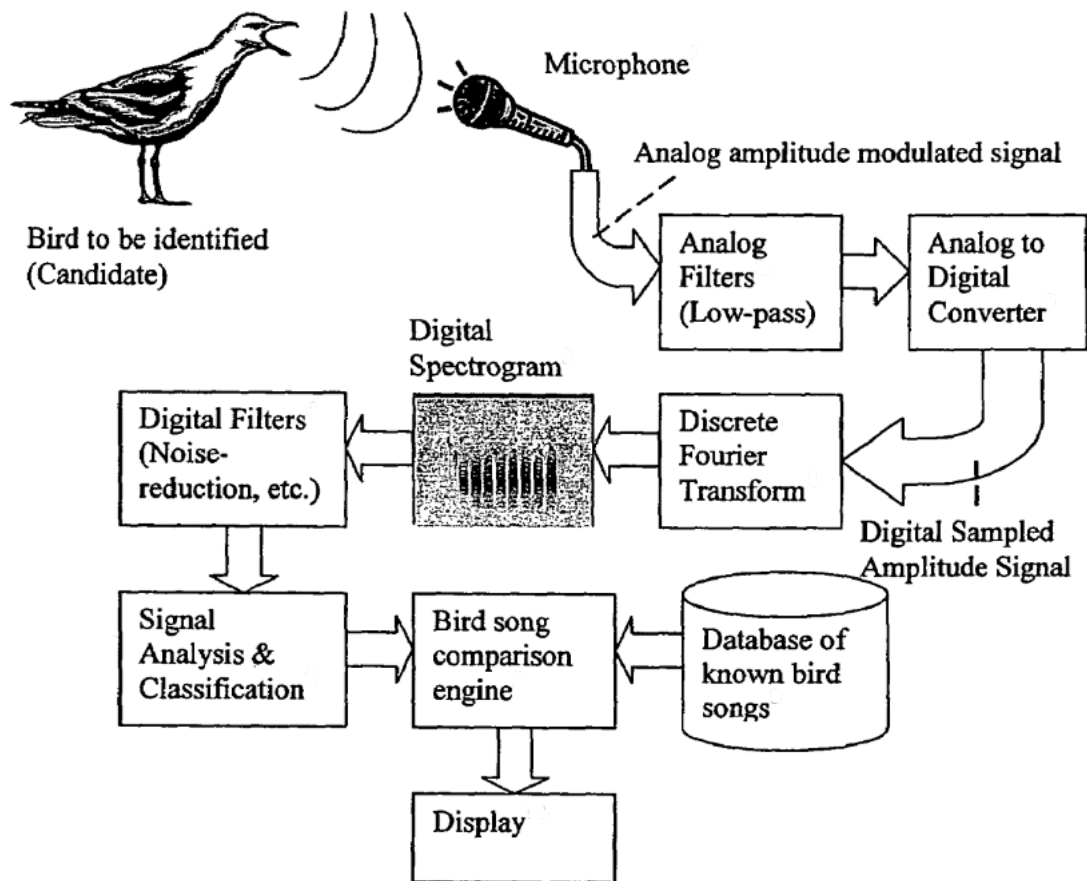 Microphone
Analog amplitude modulated signal
Bird to be identified
(Candidate)
Analog
Filters
(Low-pass)
Analog to
Digital
Converter
Digital
Spectrogram
Digital Filters
(Noise-
reduction, etc.)
Discrete
Fourier
Transform
Digital Sampled
Amplitude Signal
Signal
Analysis &
Classification
Bird song
comparison
engine
Database of
known bird
songs
Display